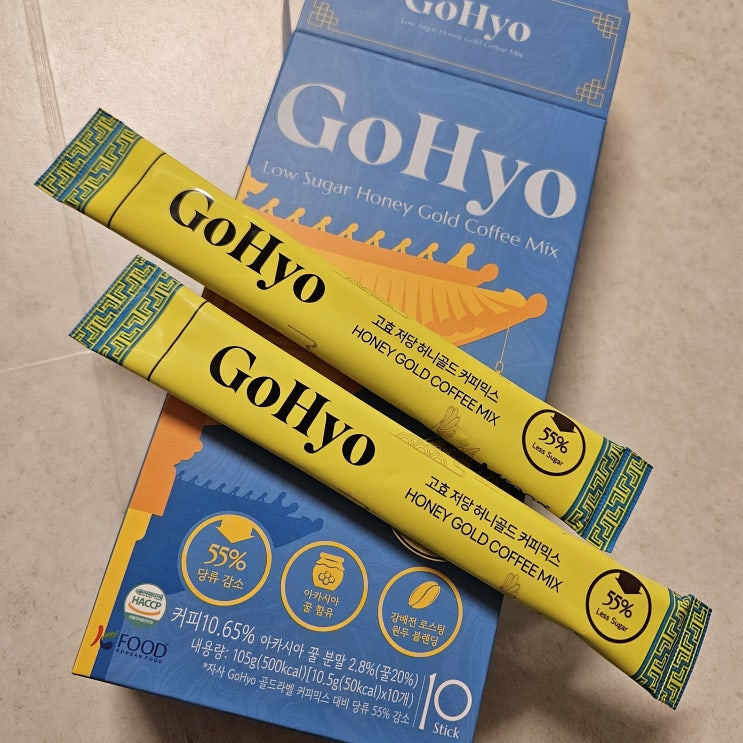 GoHyo
Low Sugar Honey Gold Coffee Mix
GoHyo
Low Sugar Honey Gold Coffee Mix
GoHyo
고효 저당 허니골드 커피믹스
HONEY GOLD COFFEE MIX
55%
Less Sugar
GoHyo
고효 저당 허니골드 커피믹스
HONEY GOLD COFFEE MIX
55%
Less Sugar
55%
당류 감소
아카시아
꿀 함유
강배전 로스팅
원두 블렌딩
HACCP
FOOD
KOREAN FOOD
커피10.65% 아카시아 꿀 분말 2.8%(꿀20%)
내용량: 105g(500kcal)[10.5g(50kcal)x10개]
*자사 GoHyo 골드라벨 커피믹스 대비 당류 55% 감소
10
Stick